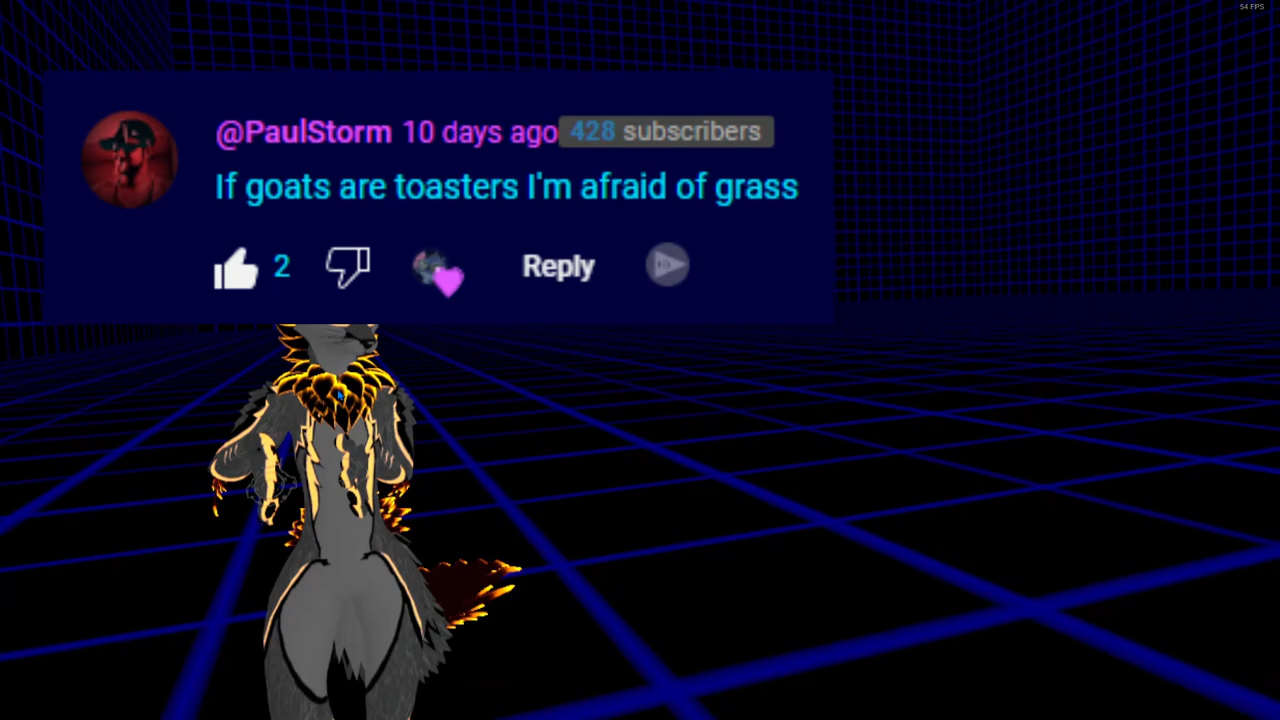 54 FPS
@PaulStorm 10 days ago 428 subscribers
If goats are toasters I'm afraid of grass
2 Reply